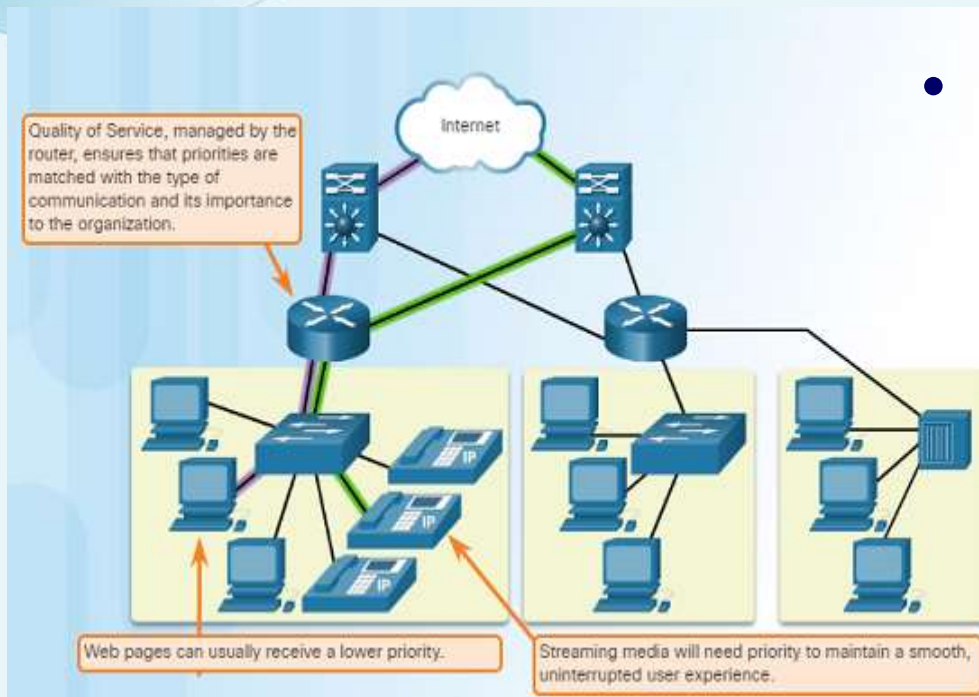 Internet
Quality of Service, managed by the
router, ensures that priorities are
matched with the type of
communication and its importance
to the organization.
IP
IP
IP
Web pages can usually receive a lower priority.
Streaming media will need priority to maintain a smooth,
uninterrupted user experience.